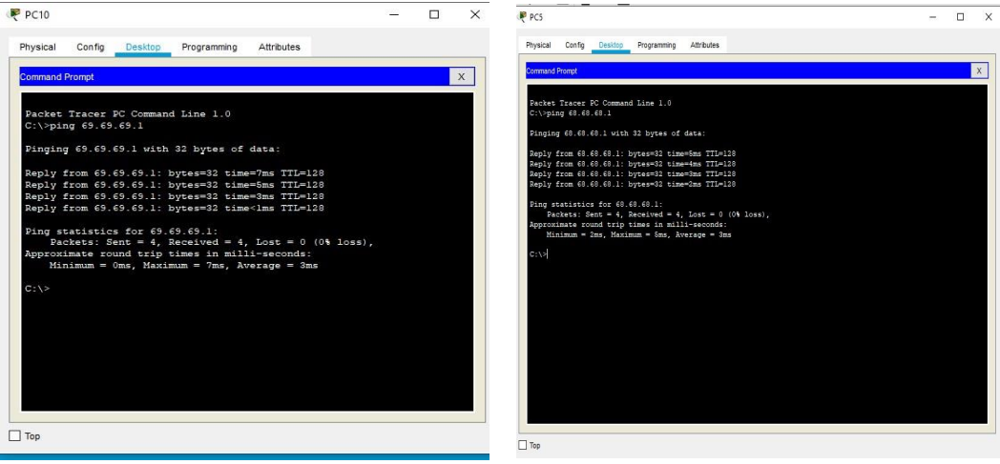 PC10
Physical Config Desktop Programming Attributes
Command Prompt
X
Packet Tracer PC Command Line 1.0
C:\>ping 69.69.69.1
Pinging 69.69.69.1 with 32 bytes of data:
Reply from 69.69.69.1: bytes=32 time=7ms TTL=128
Reply from 69.69.69.1: bytes=32 time=5ms TTL=128
Reply from 69.69.69.1: bytes=32 time=3ms TTL=128
Reply from 69.69.69.1: bytes=32 time<1ms TTL=128
Ping statistics for 69.69.69.1:
Packets: Sent = 4, Received = 4, Lost = 0 (0% loss),
Approximate round trip times in milli-seconds:
Minimum = 0ms, Maximum = 7ms, Average = 3ms
C:\>
Top
PC5
Physical Config Desktop Programming Attributes
Command Prompt
X
Packet Tracer PC Command Line 1.0
C:\>ping 68.68.68.1
Pinging 68.68.68.1 with 32 bytes of data:
Reply from 68.68.68.1: bytes=32 time=5ms TTL=128
Reply from 68.68.68.1: bytes=32 time=4ms TTL=128
Reply from 68.68.68.1: bytes=32 time=3ms TTL=128
Reply from 68.68.68.1: bytes=32 time=2ms TTL=128
Ping statistics for 68.68.68.1:
Packets: Sent = 4, Received = 4, Lost = 0 (0% loss),
Approximate round trip times in milli-seconds:
Minimum = 2ms, Maximum = 5ms, Average = 3ms
C:\>
Top